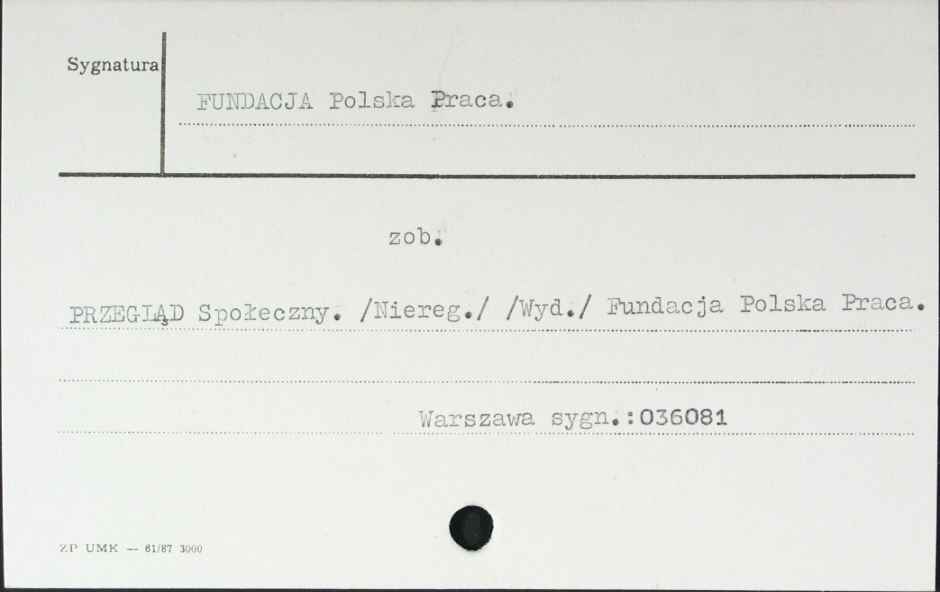 Sygnatura
FUNDACJA Polska Praca.
zob.
PRZEGLĄD Społeczny. /Niereg./ /Wyd./ Fundacja Polska Praca.
Warszawa sygn.:036081
ZP UMK — 61/87 3000